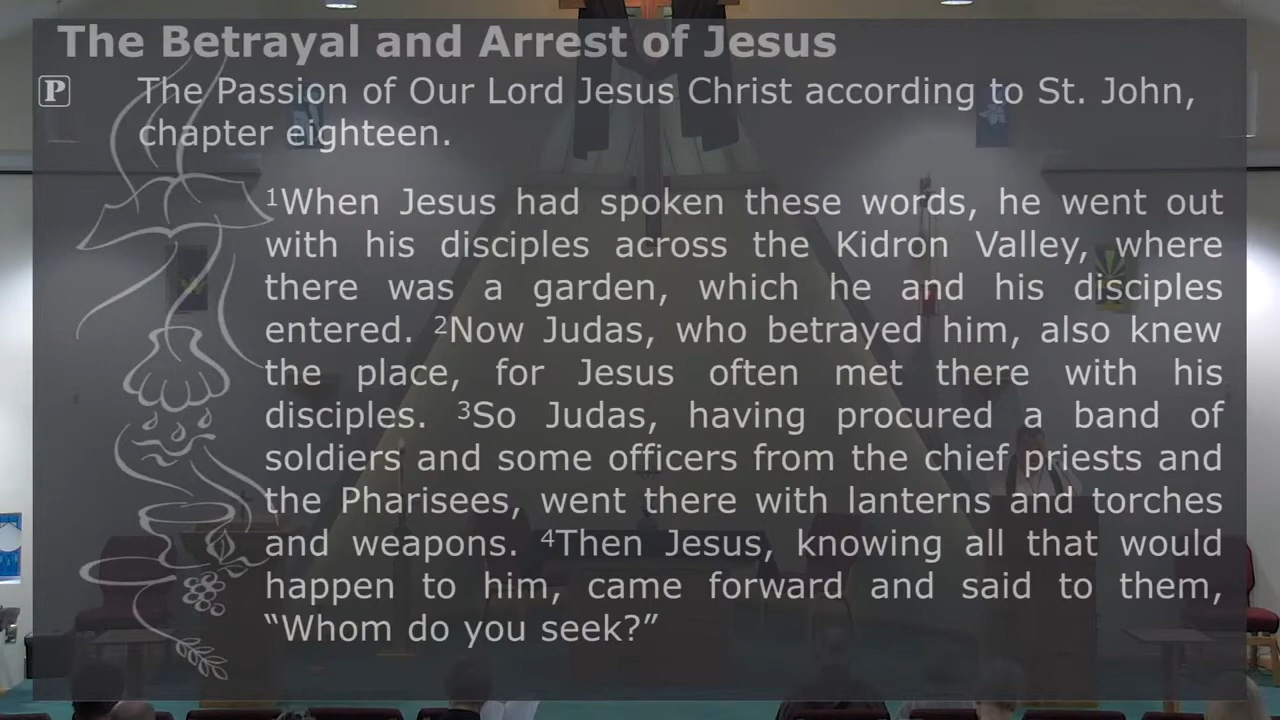 The Betrayal and Arrest of Jesus
P The Passion of Our Lord Jesus Christ according to St. John,
chapter eighteen.
¹When Jesus had spoken these words, he went out
with his disciples across the Kidron Valley, where
there was a garden, which he and his disciples
entered. ²Now Judas, who betrayed him, also knew
the place, for Jesus often met there with his
disciples. ³So Judas, having procured a band of
soldiers and some officers from the chief priests and
the Pharisees, went there with lanterns and torches
and weapons. ⁴Then Jesus, knowing all that would
happen to him, came forward and said to them,
“Whom do you seek?”